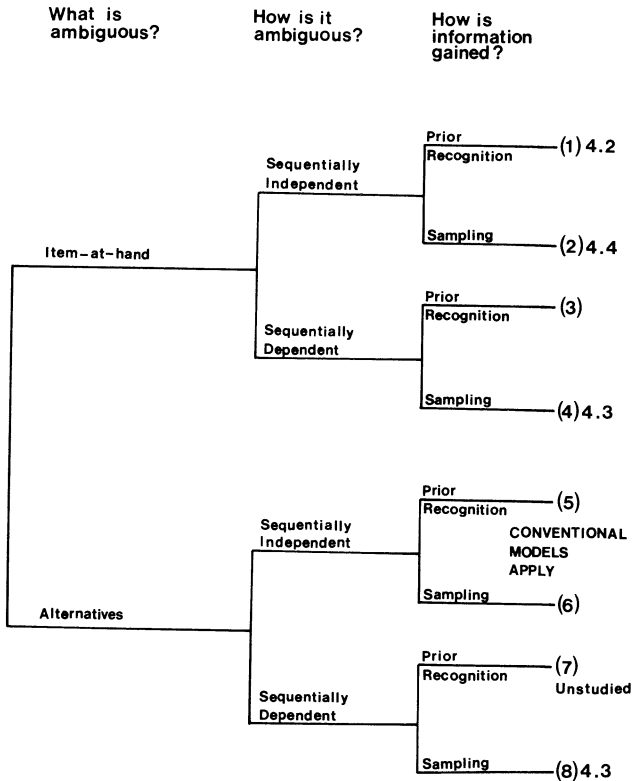 What is
ambiguous?
How is it
ambiguous?
How is
information
gained?
Prior
Recognition
(1) 4.2
Sequentially
Independent
Sampling
(2) 4.4
Item-at-hand
Prior
Recognition
(3)
Sequentially
Dependent
Sampling
(4) 4.3
Prior
Recognition
(5)
CONVENTIONAL
MODELS
APPLY
Sequentially
Independent
Sampling
(6)
Alternatives
Prior
Recognition
(7)
Unstudied
Sequentially
Dependent
Sampling
(8) 4.3